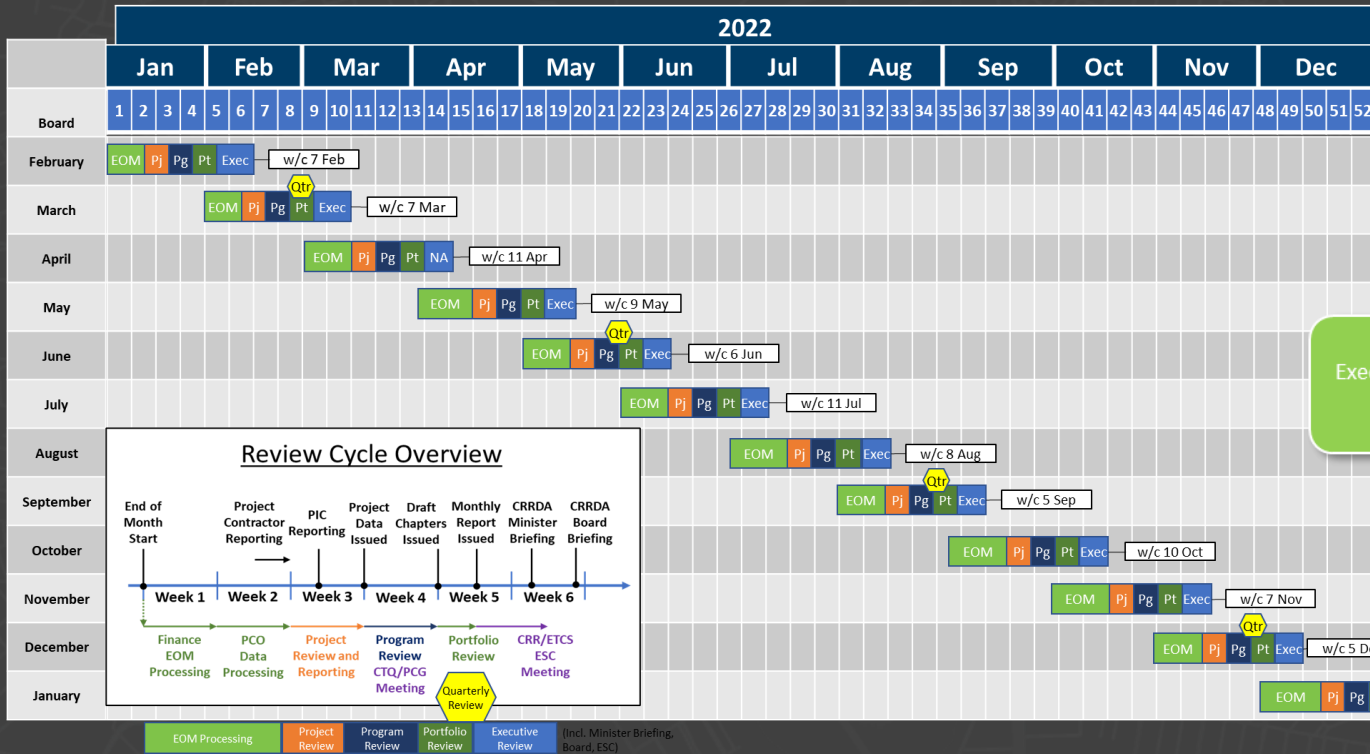 2022
Jan Feb Mar Apr May Jun Jul Aug Sep Oct Nov Dec
Board 1 2 3 4 5 6 7 8 9 10 11 12 13 14 15 16 17 18 19 20 21 22 23 24 25 26 27 28 29 30 31 32 33 34 35 36 37 38 39 40 41 42 43 44 45 46 47 48 49 50 51 52
February EOM Pj Pg Pt Exec w/c 7 Feb
Qtr
March EOM Pj Pg Pt Exec w/c 7 Mar
April EOM Pj Pg Pt NA w/c 11 Apr
May EOM Pj Pg Pt Exec w/c 9 May
Qtr
June EOM Pj Pg Pt Exec w/c 6 Jun
July EOM Pj Pg Pt Exec w/c 11 Jul
August EOM Pj Pg Pt Exec w/c 8 Aug
Qtr
September EOM Pj Pg Pt Exec w/c 5 Sep
October EOM Pj Pg Pt Exec w/c 10 Oct
November EOM Pj Pg Pt Exec w/c 7 Nov
Qtr
December EOM Pj Pg Pt Exec w/c 5 De
January EOM Pj Pg
Exe
Review Cycle Overview
End of
Month
Start
Project
Contractor
Reporting
PIC
Reporting
Project
Data
Issued
Draft
Chapters
Issued
Monthly
Report
Issued
CRRDA
Minister
Briefing
CRRDA
Board
Briefing
Week 1 Week 2 Week 3 Week 4 Week 5 Week 6
Finance
EOM
Processing
PCO
Data
Processing
Project
Review and
Reporting
Program
Review
CTQ/PCG
Meeting
Portfolio
Review
CRR/ETCS
ESC
Meeting
Quarterly
Review
EOM Processing
Project
Review
Program
Review
Portfolio
Review
Executive
Review
(Incl. Minister Briefing,
Board, ESC)